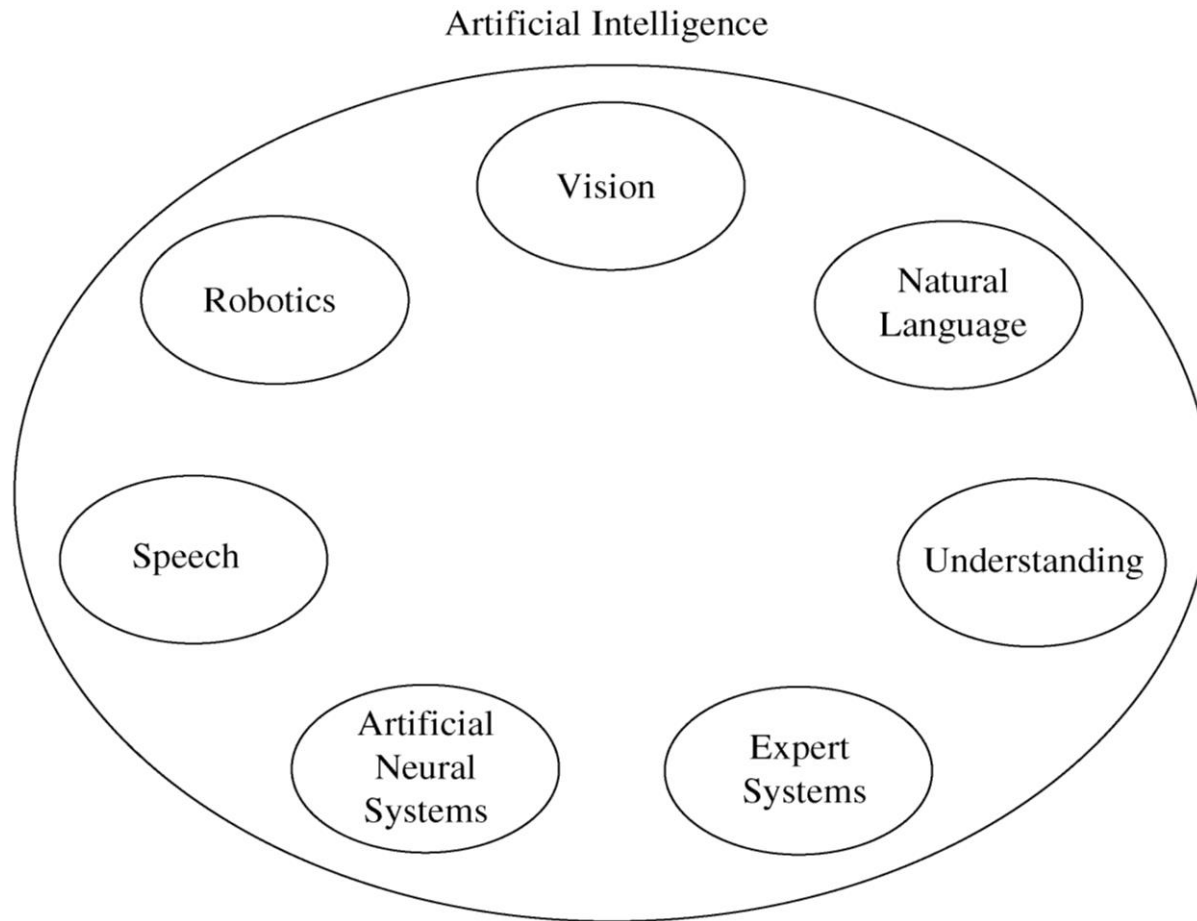 Artificial Intelligence
Vision
Robotics
Natural
Language
Speech
Understanding
Artificial
Neural
Systems
Expert
Systems